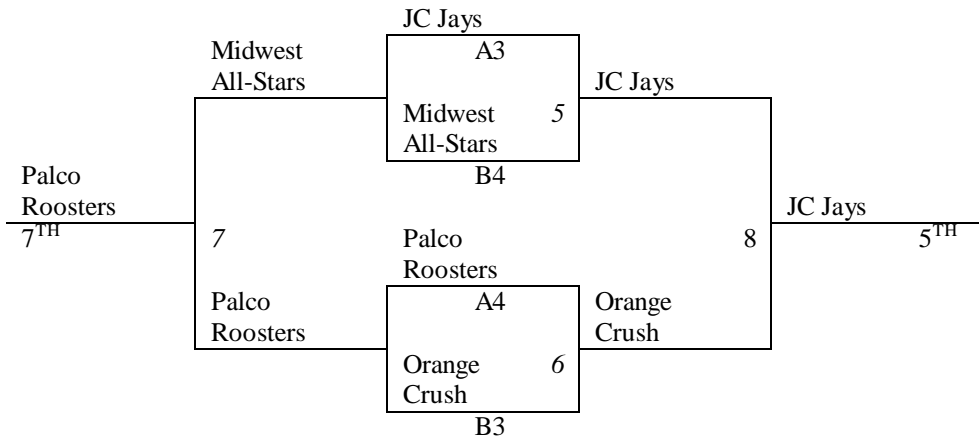 JC Jays
Midwest
All-Stars
A3
JC Jays
Midwest
All-Stars
5
B4
Palco
Roosters
7TH
JC Jays
5TH
7
Palco
Roosters
8
A4
Palco
Roosters
Orange
Crush
Orange
Crush
6
B3